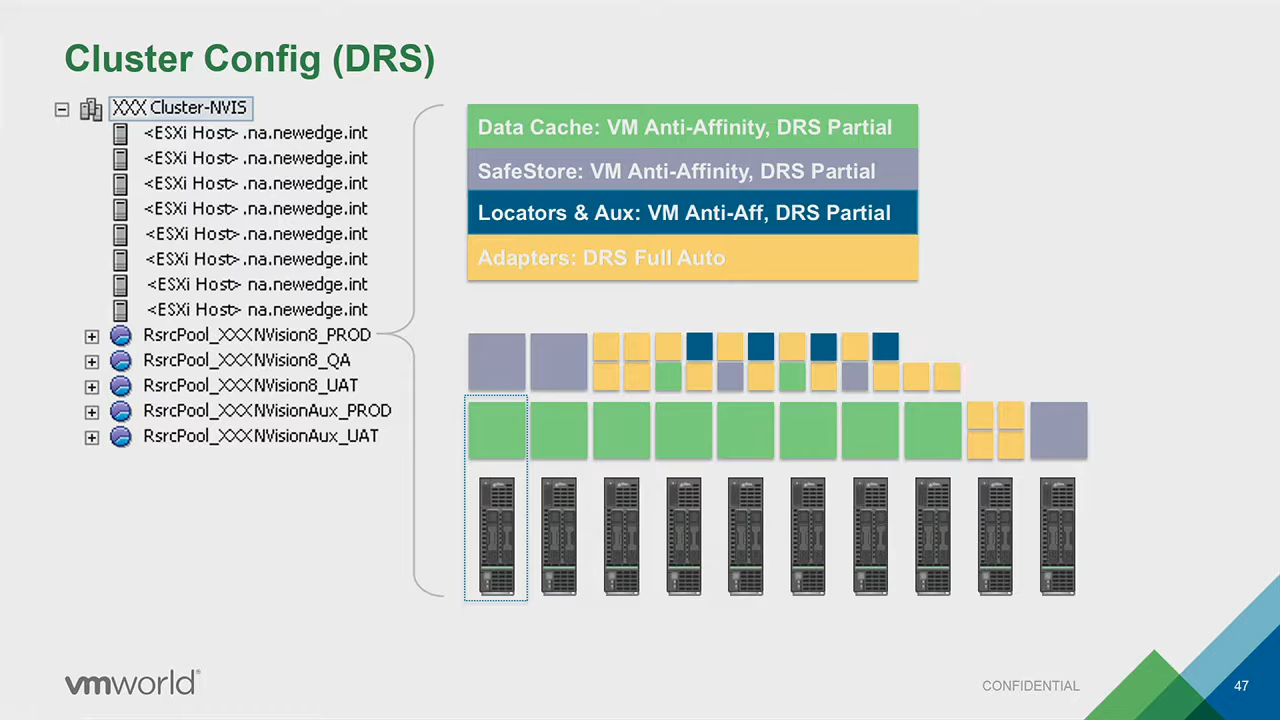 Cluster Config (DRS)
XXX Cluster-NVIS
<ESXi Host> .na.newedge.int
<ESXi Host> .na.newedge.int
<ESXi Host> .na.newedge.int
<ESXi Host> .na.newedge.int
<ESXi Host> .na.newedge.int
<ESXi Host> .na.newedge.int
<ESXi Host> na.newedge.int
<ESXi Host> na.newedge.int
RsrcPool_XXXNVision8_PROD
RsrcPool_XXXNVision8_QA
RsrcPool_XXXNVision8_UAT
RsrcPool_XXXNVisionAux_PROD
RsrcPool_XXXNVisionAux_UAT
Data Cache: VM Anti-Affinity, DRS Partial
SafeStore: VM Anti-Affinity, DRS Partial
Locators & Aux: VM Anti-Aff, DRS Partial
Adapters: DRS Full Auto
vmworld®
CONFIDENTIAL
47